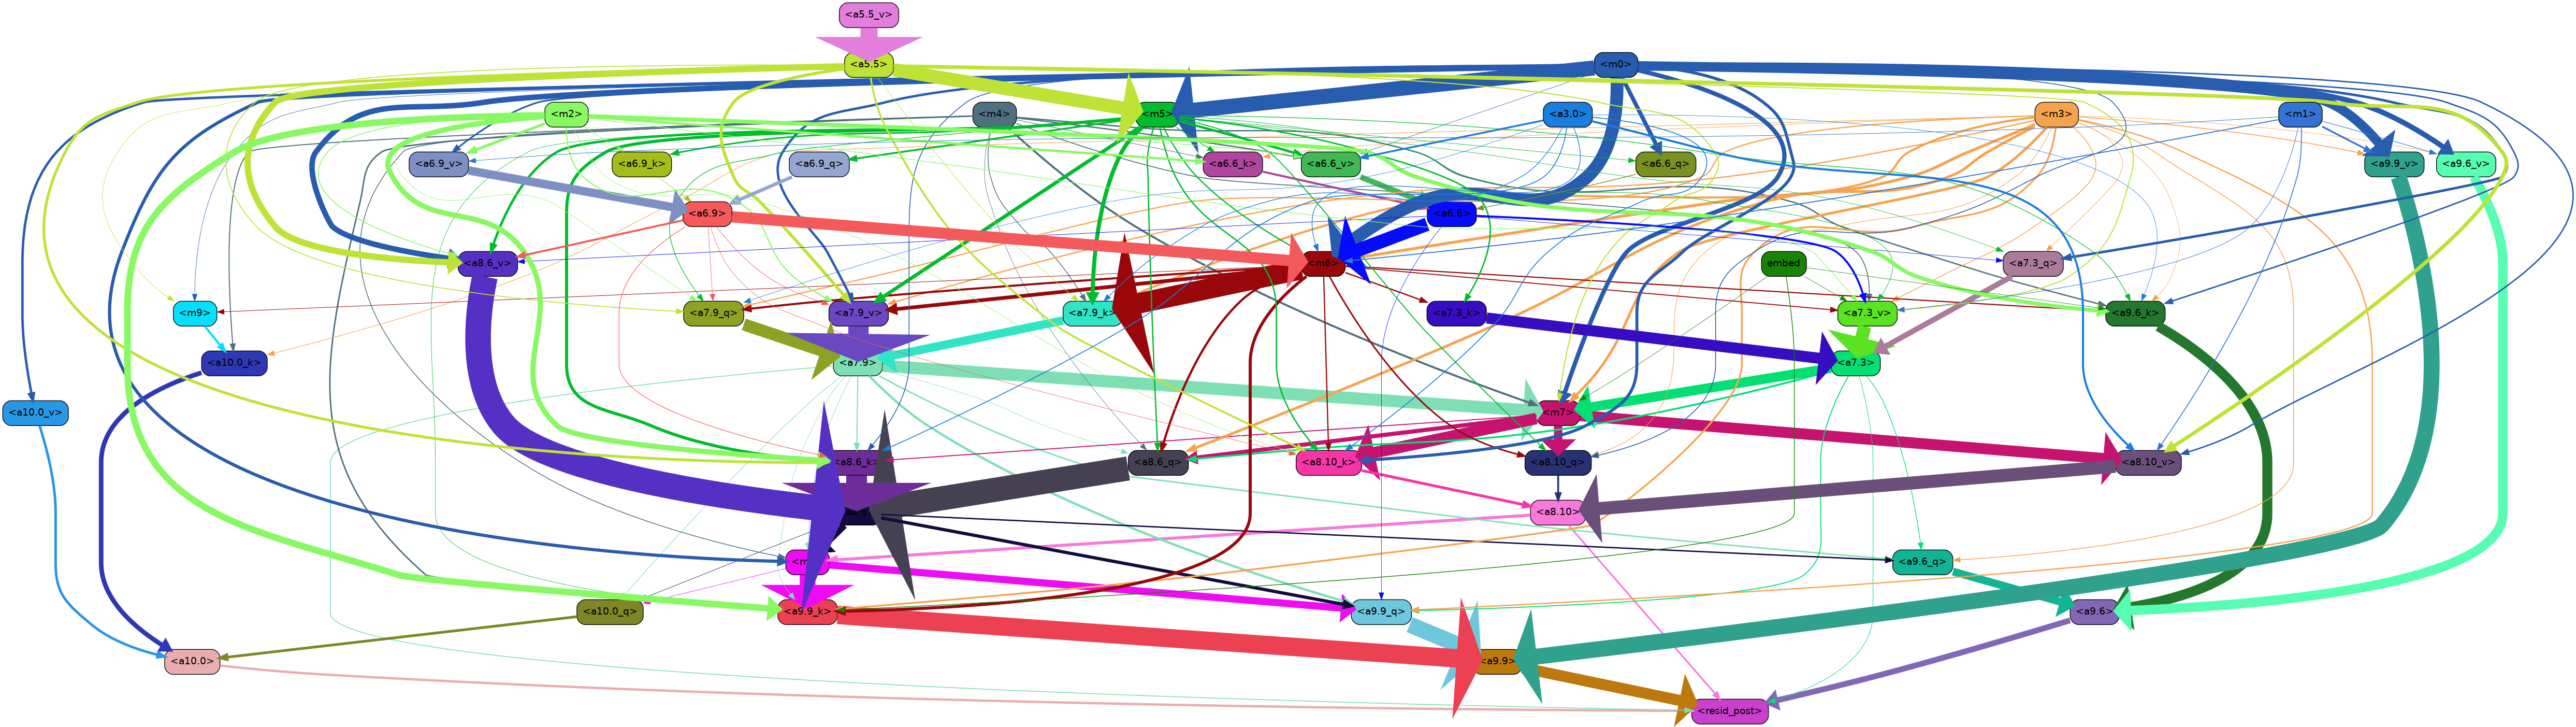 <a5.5_v>
<a5.5> <m0>
<m2> <m5> <m4> <a3.0> <m3> <m1>
<a6.9_v> <a6.9_k> <a6.9_q> <a6.6_k> <a6.6_v> <a6.6_q> <a9.9_v> <a9.6_v>
<a6.9> <a6.6>
<a8.6_v> <m6> embed <a7.3_q>
<m9> <a7.9_q> <a7.9_v> <a7.9_k> <a7.3_k> <a7.3_v> <a9.6_k>
<a10.0_k> <a7.9> <a7.3>
<a10.0_v> <m7>
<a8.6_k> <a8.6_q> <a8.10_k> <a8.10_q> <a8.10_v>
<a8.10>
<a9.6_q>
<a10.0_q> <a9.9_k> <a9.9_q> <a9.6>
<a10.0> <a9.9>
<resid_post>